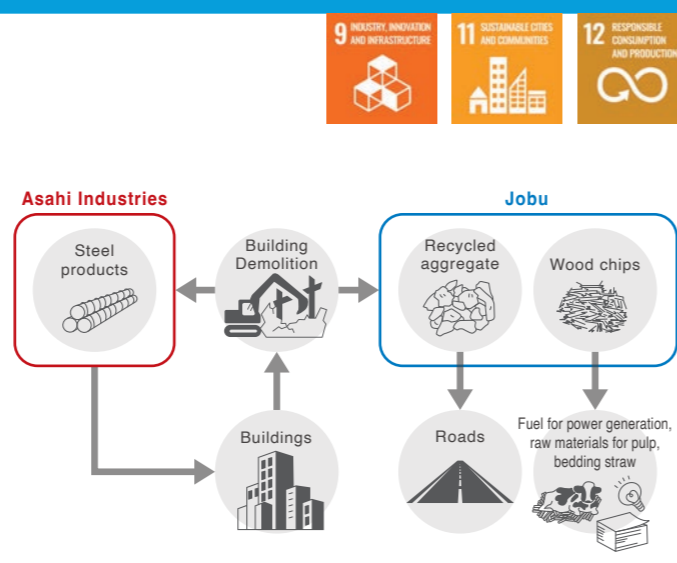 9 INDUSTRY, INNOVATION
AND INFRASTRUCTURE
11 SUSTAINABLE CITIES
AND COMMUNITIES
12 RESPONSIBLE
CONSUMPTION
AND PRODUCTION
Asahi Industries
Jobu
Steel
products
Building
Demolition
Recycled
aggregate
Wood chips
Buildings
Roads
Fuel for power generation,
raw materials for pulp,
bedding straw